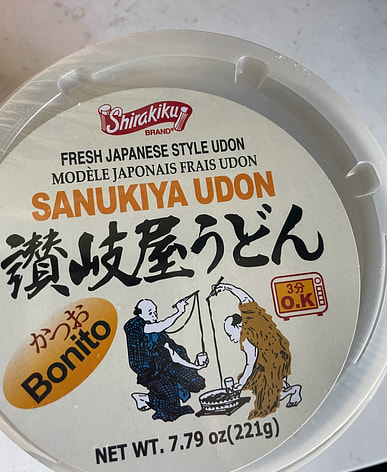 Shirakiku
BRAND®
FRESH JAPANESE STYLE UDON
MODÈLE JAPONAIS FRAIS UDON
SANUKIYA UDON
讃岐屋うどん
3分
O.K
かつお
Bonito
NET WT. 7.79 oz(221g)